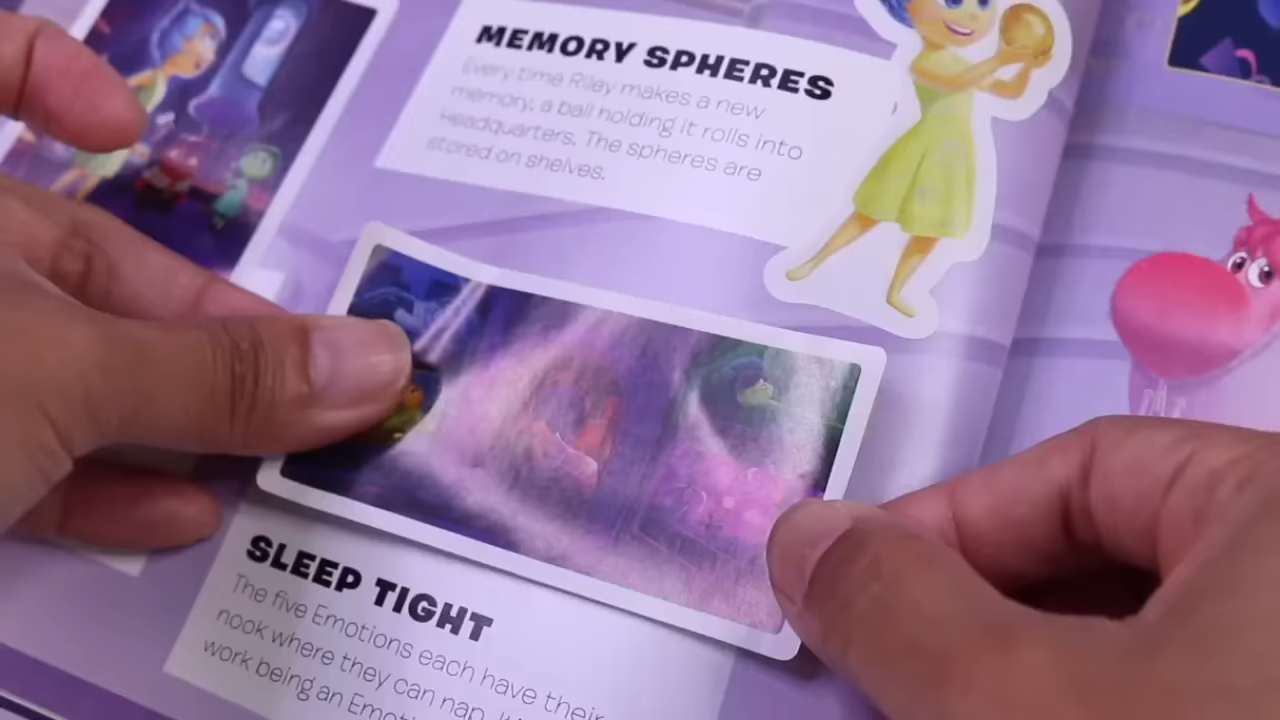 MEMORY SPHERES
Every time Riley makes a new
memory, a ball holding it rolls into
Headquarters. The spheres are
stored on shelves.
SLEEP TIGHT
The five Emotions each have their
nook where they can nap.
work being an